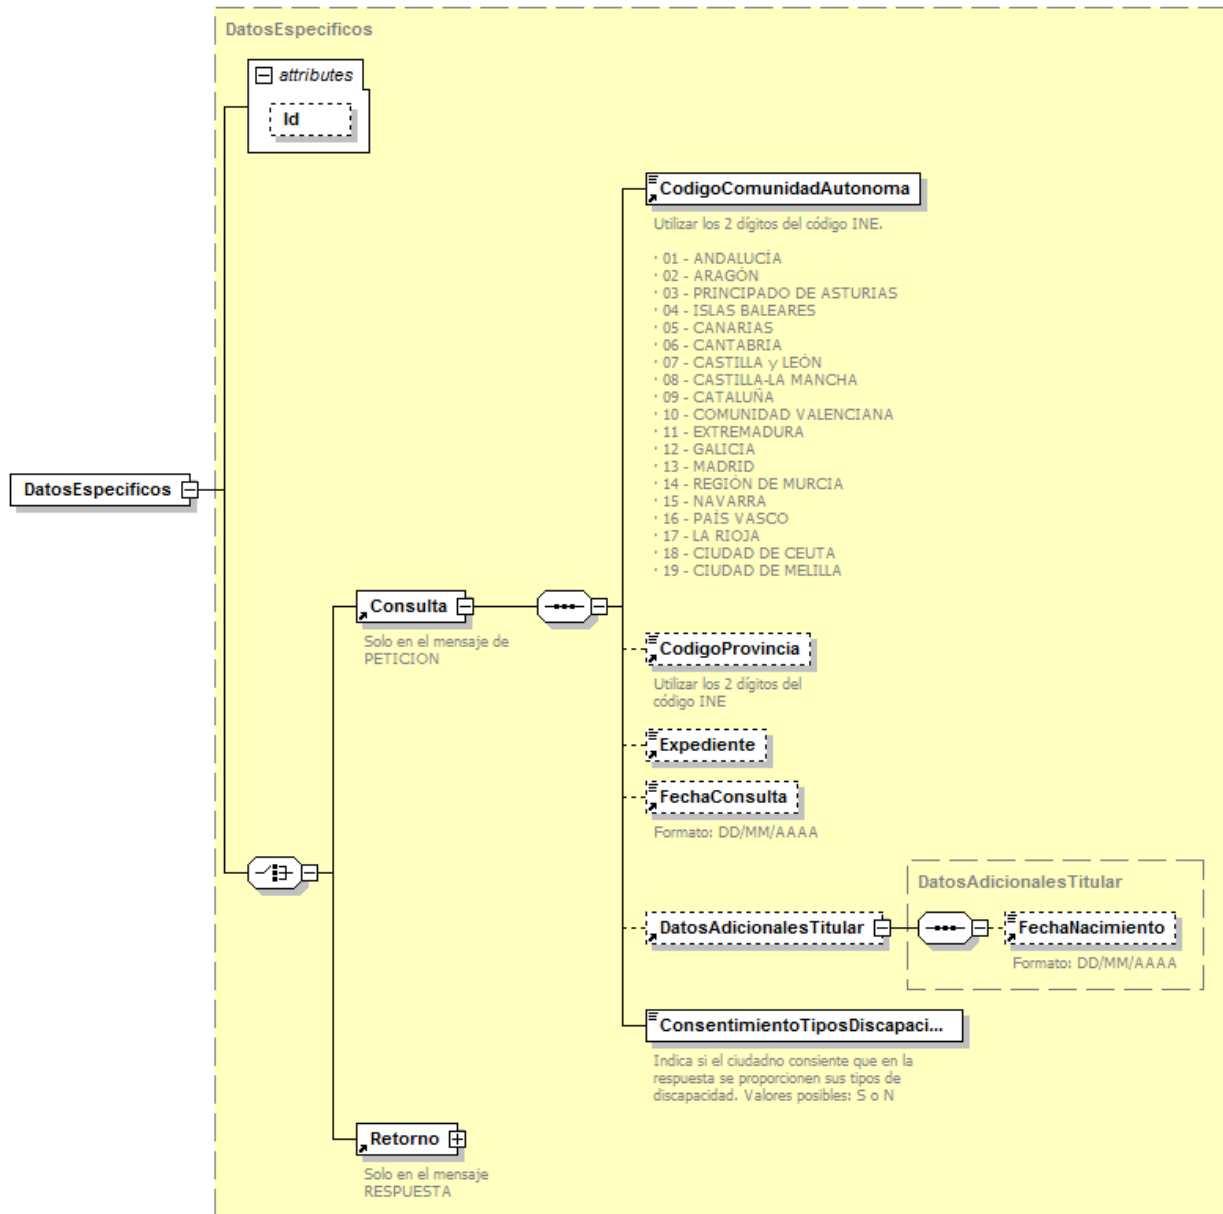 DatosEspecificos
attributes
Id
CodigoComunidadAutonoma
Utilizar los 2 dígitos del código INE.
· 01 - ANDALUCÍA
· 02 - ARAGÓN
· 03 - PRINCIPADO DE ASTURIAS
· 04 - ISLAS BALEARES
· 05 - CANARIAS
· 06 - CANTABRIA
· 07 - CASTILLA y LEÓN
· 08 - CASTILLA-LA MANCHA
· 09 - CATALUÑA
· 10 - COMUNIDAD VALENCIANA
· 11 - EXTREMADURA
· 12 - GALICIA
· 13 - MADRID
· 14 - REGIÓN DE MURCIA
· 15 - NAVARRA
· 16 - PAÍS VASCO
· 17 - LA RIOJA
· 18 - CIUDAD DE CEUTA
· 19 - CIUDAD DE MELILLA
DatosEspecificos
Consulta
Solo en el mensaje de
PETICION
CodigoProvincia
Utilizar los 2 dígitos del
código INE
Expediente
FechaConsulta
Formato: DD/MM/AAAA
DatosAdicionalesTitular
DatosAdicionalesTitular
FechaNacimiento
Formato: DD/MM/AAAA
ConsentimientoTiposDiscapaci...
Indica si el ciudadno consiente que en la
respuesta se proporcionen sus tipos de
discapacidad. Valores posibles: S o N
Retorno
Solo en el mensaje
RESPUESTA